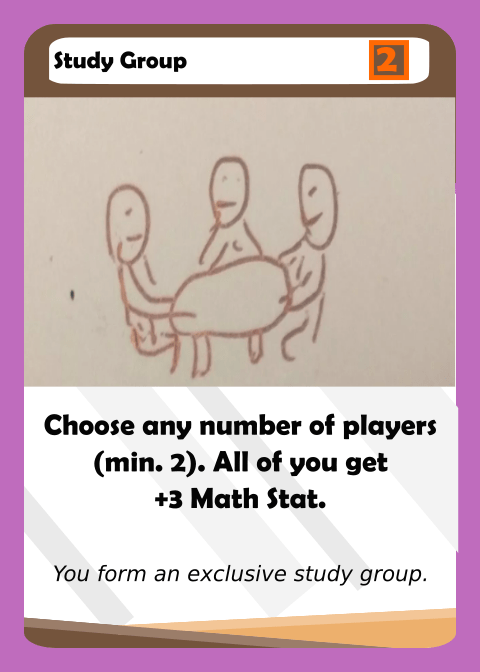 Study Group 2
Choose any number of players
(min. 2). All of you get
+3 Math Stat.
You form an exclusive study group.